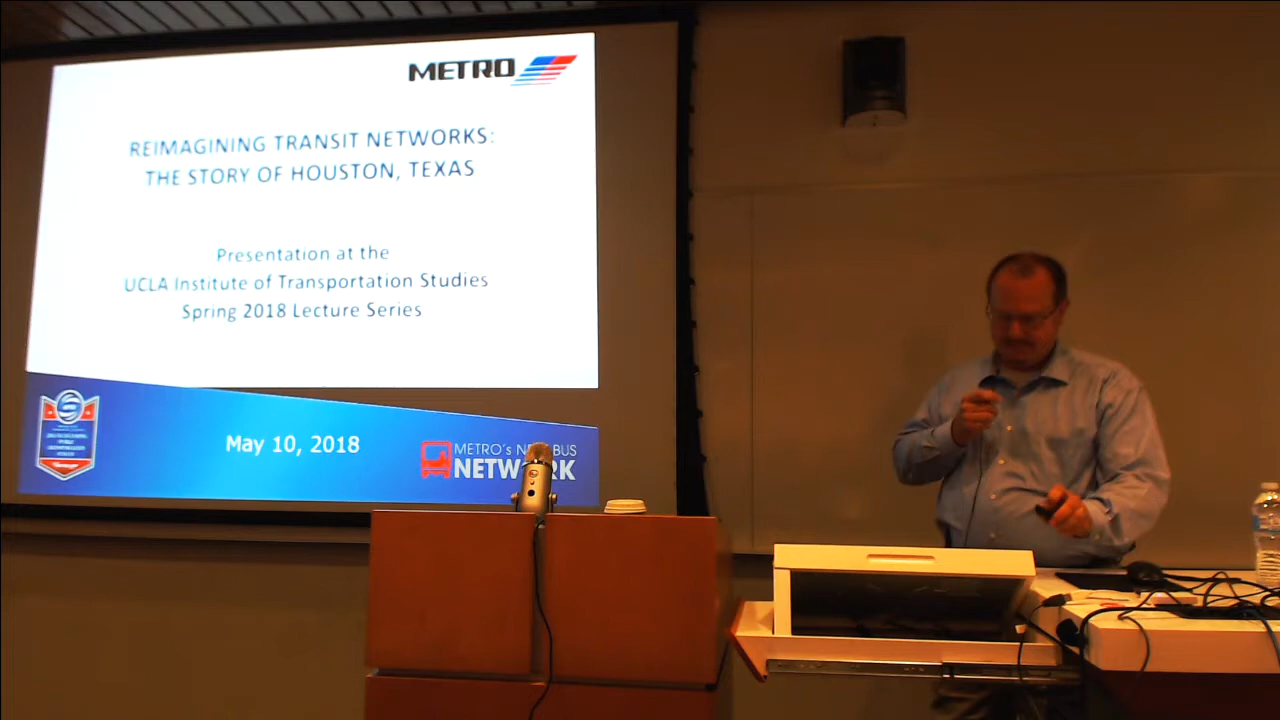 METRO
REIMAGINING TRANSIT NETWORKS:
THE STORY OF HOUSTON, TEXAS
Presentation at the
UCLA Institute of Transportation Studies
Spring 2018 Lecture Series
May 10, 2018
METRO's BUS